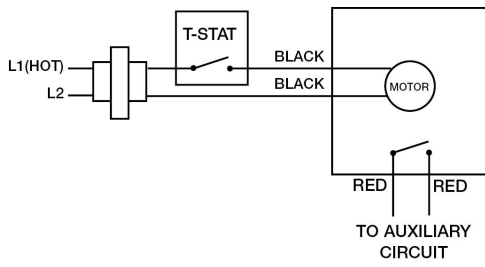 T-STAT
L1(HOT)
BLACK
L2
BLACK
MOTOR
RED
RED
TO AUXILIARY
CIRCUIT